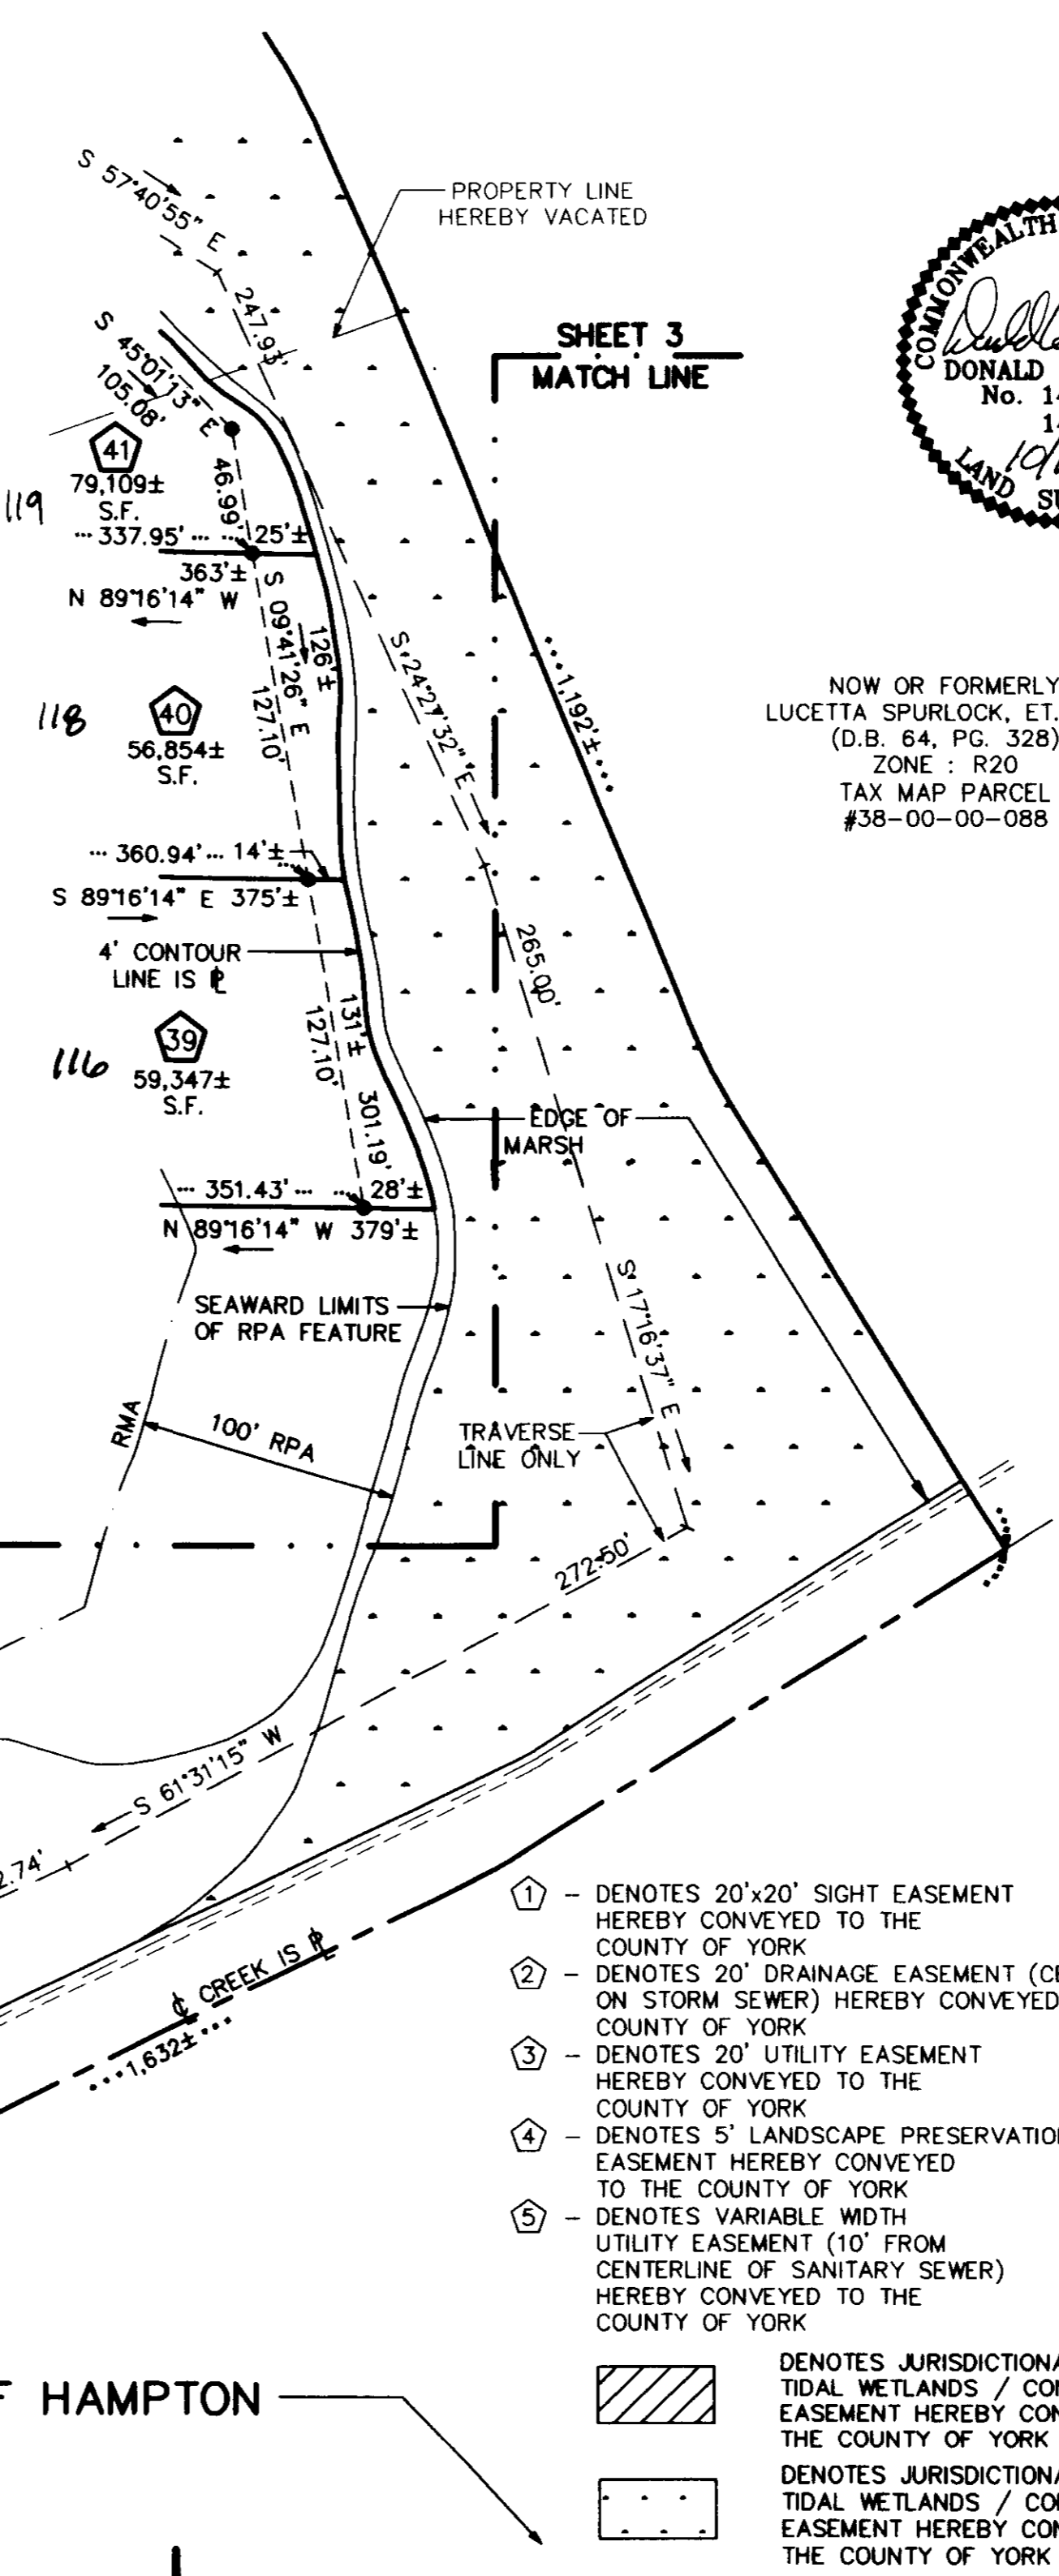 S 57°40'55" E
247.93'
PROPERTY LINE
HEREBY VACATED
COMMONWEALTH
DONALD
No. 14
14
10/
LAND SU
SHEET 3
MATCH LINE
S 45°01'13" E
105.08'
41
79,109±
S.F.
119
46.99'
... 337.95' ... ... 25'±
363'±
N 89°16'14" W
S 09°41'26" E
127.10'
126'±
S 24°27'32" E
...1,192'±...
NOW OR FORMERLY
LUCETTA SPURLOCK, ET.
(D.B. 64, PG. 328)
ZONE : R20
TAX MAP PARCEL
#38-00-00-088
118
40
56,854±
S.F.
... 360.94' ... 14'±
S 89°16'14" E 375'±
4' CONTOUR
LINE IS ⅊
265.00'
131'±
127.10'
301.19'
116
39
59,347±
S.F.
EDGE OF
MARSH
... 351.43' ... ... 28'±
N 89°16'14" W 379'±
SEAWARD LIMITS
OF RPA FEATURE
S 17°16'37" E
RMA
100' RPA
TRAVERSE
LINE ONLY
272.50'
S 61°31'15" W
2.74'
℄ CREEK IS ⅊
...1,632±...
1 – DENOTES 20'x20' SIGHT EASEMENT
HEREBY CONVEYED TO THE
COUNTY OF YORK
2 – DENOTES 20' DRAINAGE EASEMENT (CE
ON STORM SEWER) HEREBY CONVEYED
COUNTY OF YORK
3 – DENOTES 20' UTILITY EASEMENT
HEREBY CONVEYED TO THE
COUNTY OF YORK
4 – DENOTES 5' LANDSCAPE PRESERVATION
EASEMENT HEREBY CONVEYED
TO THE COUNTY OF YORK
5 – DENOTES VARIABLE WIDTH
UTILITY EASEMENT (10' FROM
CENTERLINE OF SANITARY SEWER)
HEREBY CONVEYED TO THE
COUNTY OF YORK
F HAMPTON
DENOTES JURISDICTIONA
TIDAL WETLANDS / CON
EASEMENT HEREBY CON
THE COUNTY OF YORK
DENOTES JURISDICTIONA
TIDAL WETLANDS / CON
EASEMENT HEREBY CON
THE COUNTY OF YORK